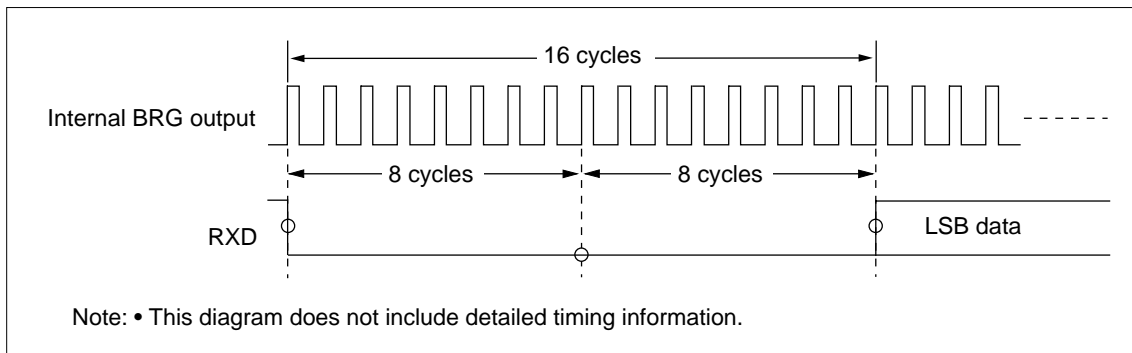 16 cycles
Internal BRG output
8 cycles 8 cycles
RXD
LSB data
Note: • This diagram does not include detailed timing information.